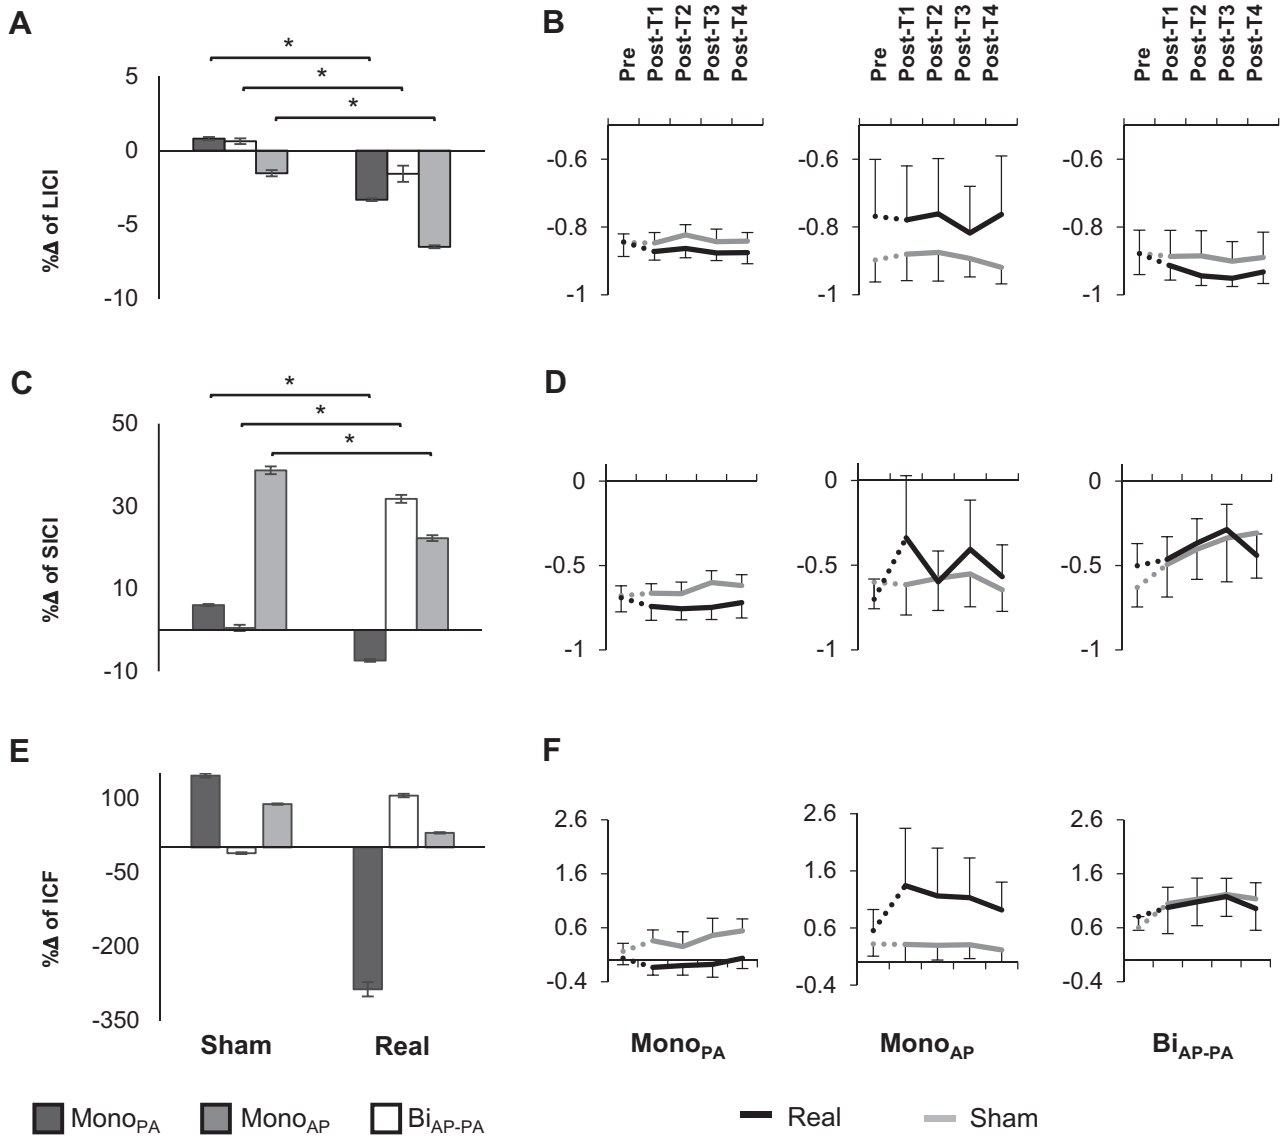 A
B
Pre
Post-T1
Post-T2
Post-T3
Post-T4
Pre
Post-T1
Post-T2
Post-T3
Post-T4
Pre
Post-T1
Post-T2
Post-T3
Post-T4
*
*
*
%Δ of LICI
5
0
-5
-10
-0.6
-0.8
-1
-0.6
-0.8
-1
-0.6
-0.8
-1
C
D
*
*
*
%Δ of SICI
50
30
10
-10
0
-0.5
-1
0
-0.5
-1
0
-0.5
-1
E
F
%Δ of ICF
100
-50
-200
-350
2.6
1.6
0.6
-0.4
2.6
1.6
0.6
-0.4
2.6
1.6
0.6
-0.4
Sham Real
MonoPA MonoAP BiAP-PA
MonoPA MonoAP BiAP-PA
Real Sham